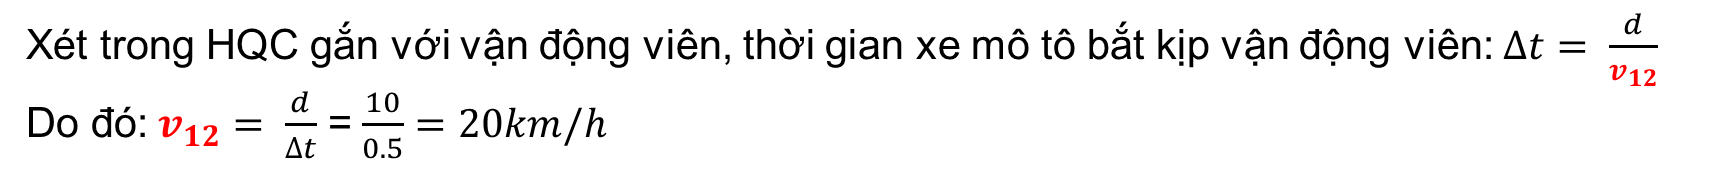 Xét trong HQC gắn với vận động viên, thời gian xe mô tô bắt kịp vận động viên: Δt = d/v₁₂
Do đó: v₁₂ = d/Δt = 10/0.5 = 20km/h